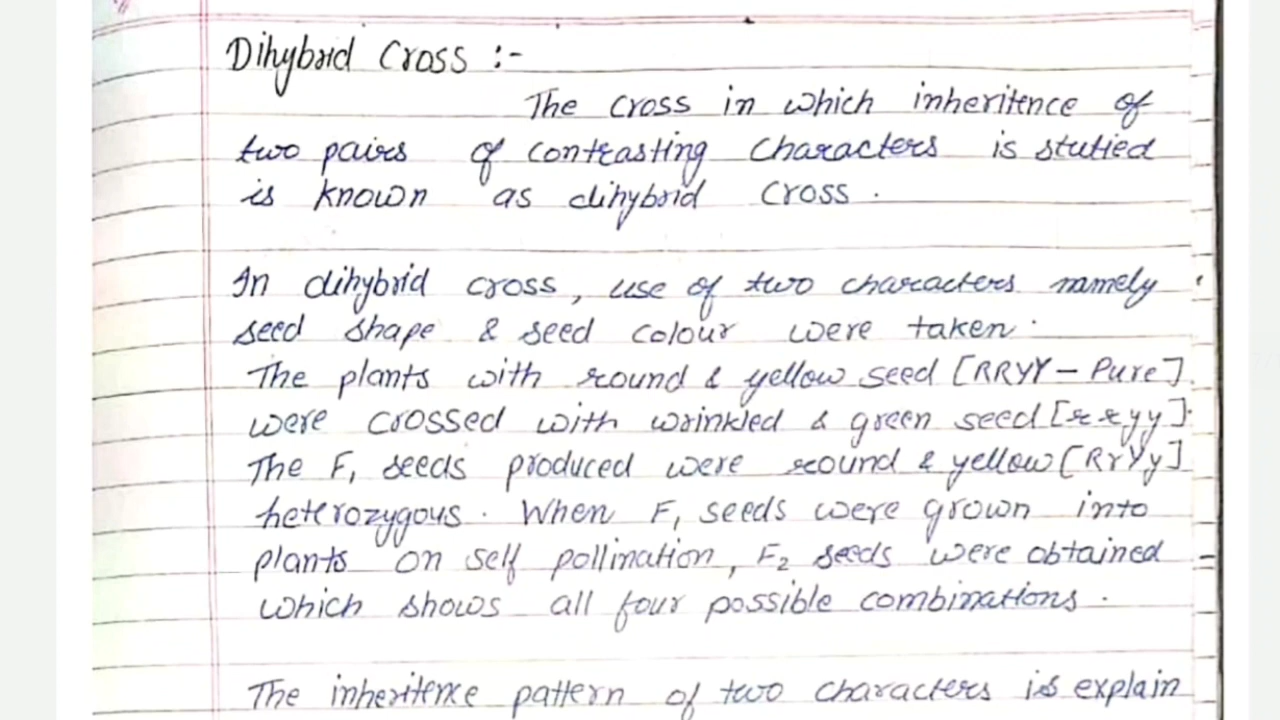 Dihybrid Cross :-
The cross in which inheritence of
two pairs of contrasting characters is stutied
is known as dihybrid cross .
In dihybrid cross , use of two characters namely
seed shape & seed colour were taken .
The plants with round & yellow seed [RRYY - Pure].
were crossed with wrinkled & green seed [rryy].
The F₁ seeds produced were round & yellow [RrYy]
heterozygous . When F₁ seeds were grown into
plants on self pollination , F₂ seeds were obtained
which shows all four possible combinations .
The inheritence pattern of two characters is explain